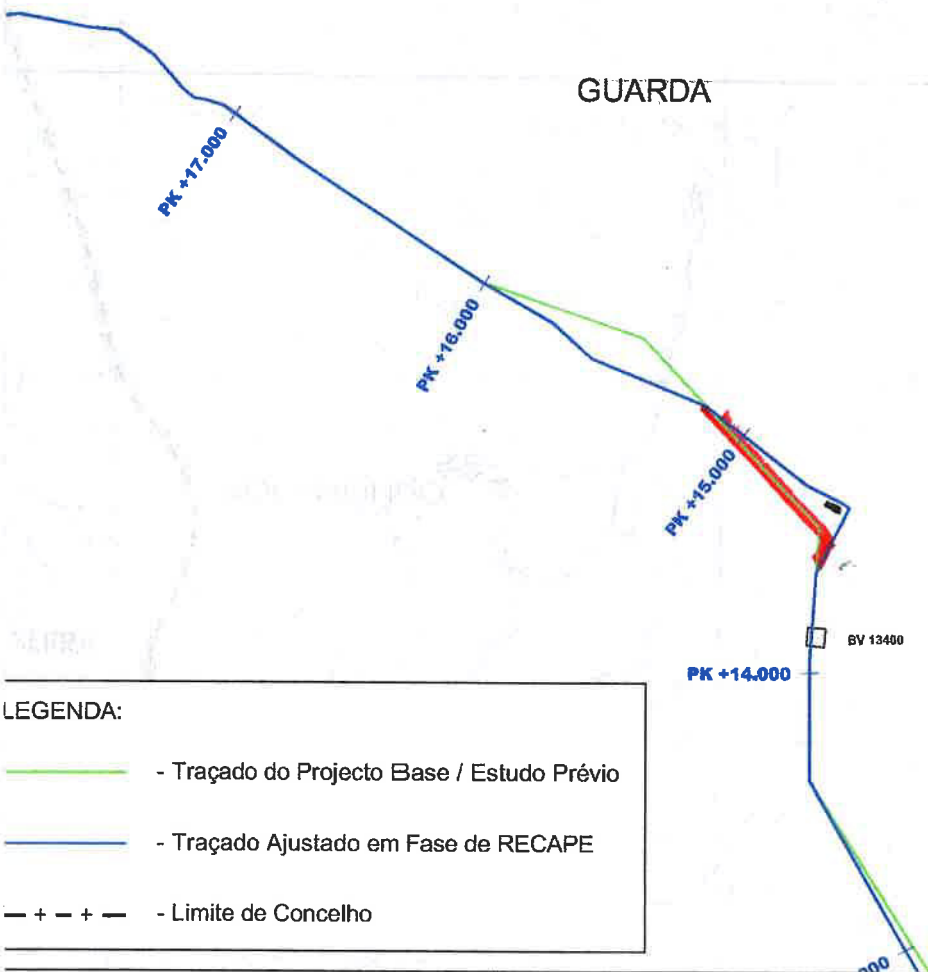 GUARDA
PK +17.000
PK +16.000
PK +15.000
BV 13400
PK +14.000
LEGENDA:
- Traçado do Projecto Base / Estudo Prévio
- Traçado Ajustado em Fase de RECAPE
- Limite de Concelho